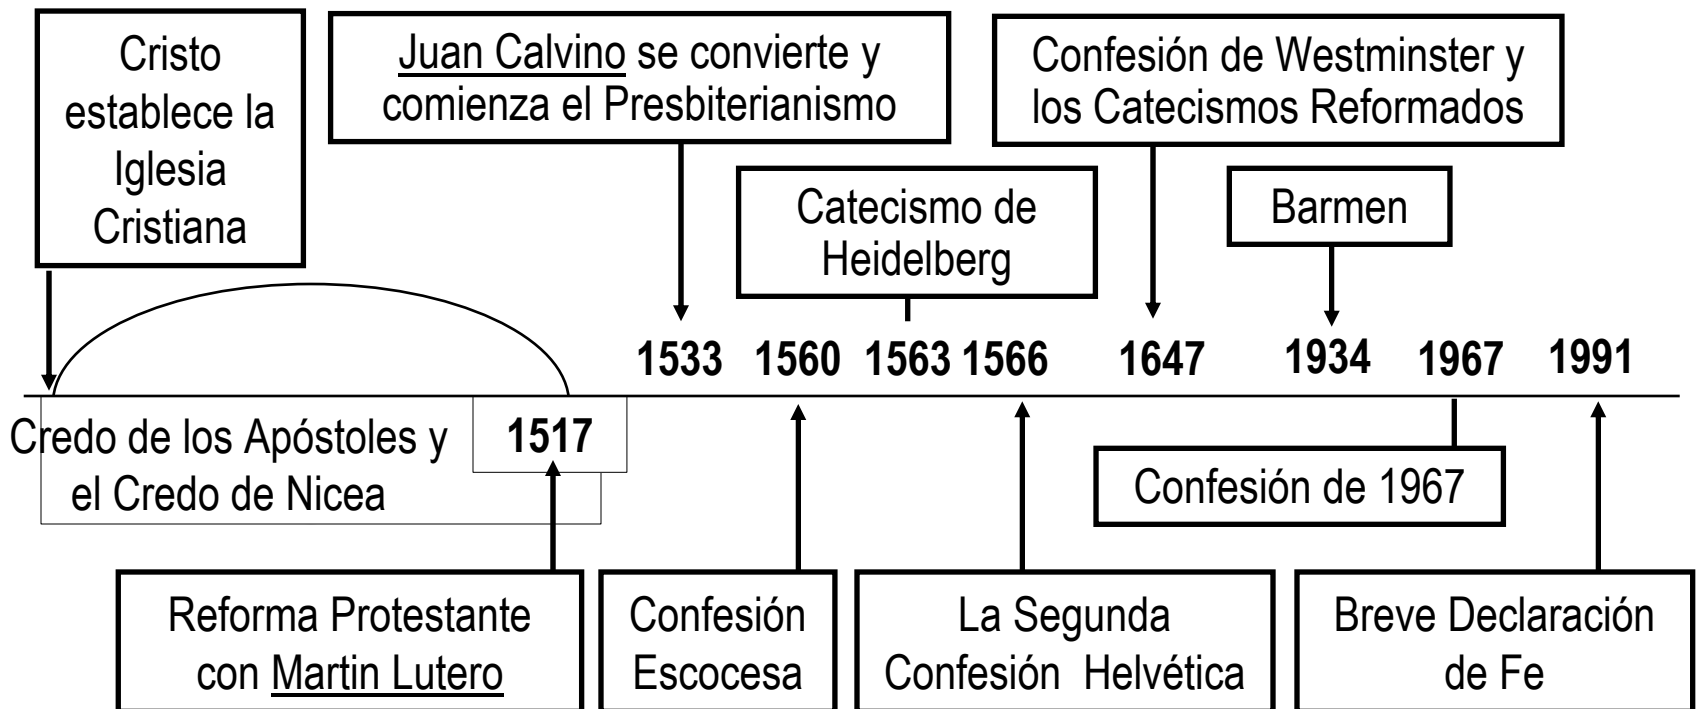 Cristo
establece la
Iglesia
Cristiana
Juan Calvino se convierte y
comienza el Presbiterianismo
Confesión de Westminster y
los Catecismos Reformados
Catecismo de
Heidelberg
Barmen
1533 1560 1563 1566 1647 1934 1967 1991
Credo de los Apóstoles y
el Credo de Nicea
1517
Confesión de 1967
Reforma Protestante
con Martin Lutero
Confesión
Escocesa
La Segunda
Confesión Helvética
Breve Declaración
de Fe